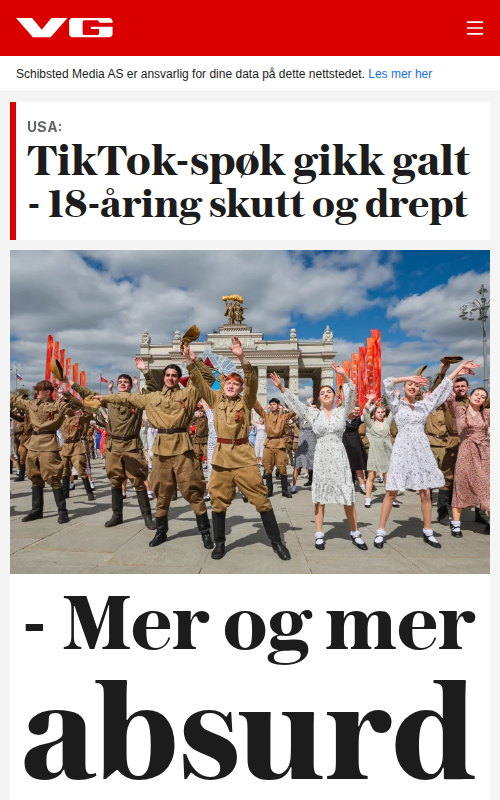 VG
Schibsted Media AS er ansvarlig for dine data på dette nettstedet. Les mer her
USA:
TikTok-spøk gikk galt
- 18-åring skutt og drept
- Mer og mer
absurd